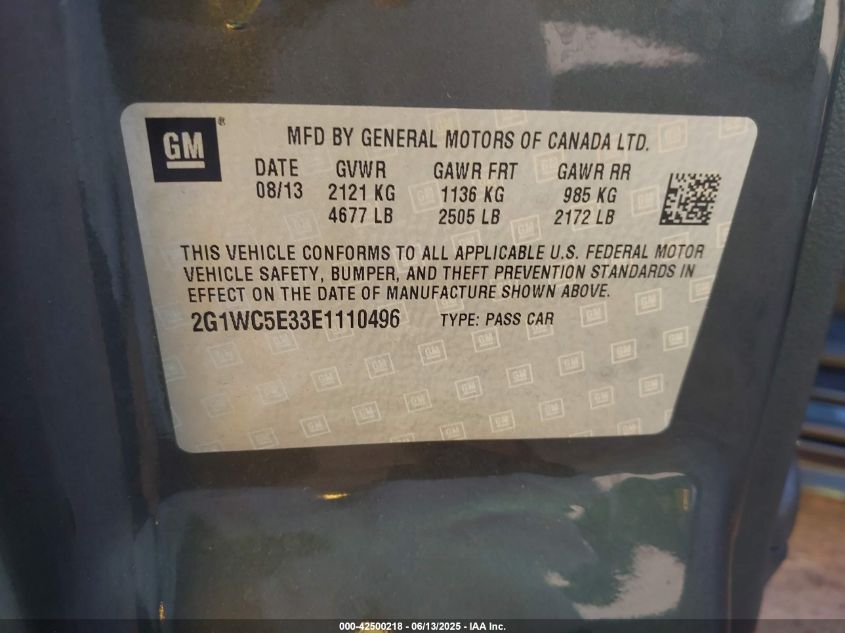 GM®
MFD BY GENERAL MOTORS OF CANADA LTD.
DATE GVWR GAWR FRT GAWR RR
08/13 2121 KG 1136 KG 985 KG
4677 LB 2505 LB 2172 LB
THIS VEHICLE CONFORMS TO ALL APPLICABLE U.S. FEDERAL MOTOR
VEHICLE SAFETY, BUMPER, AND THEFT PREVENTION STANDARDS IN
EFFECT ON THE DATE OF MANUFACTURE SHOWN ABOVE.
2G1WC5E33E1110496 TYPE: PASS CAR
000-42500218 - 06/13/2025 - IAA Inc.